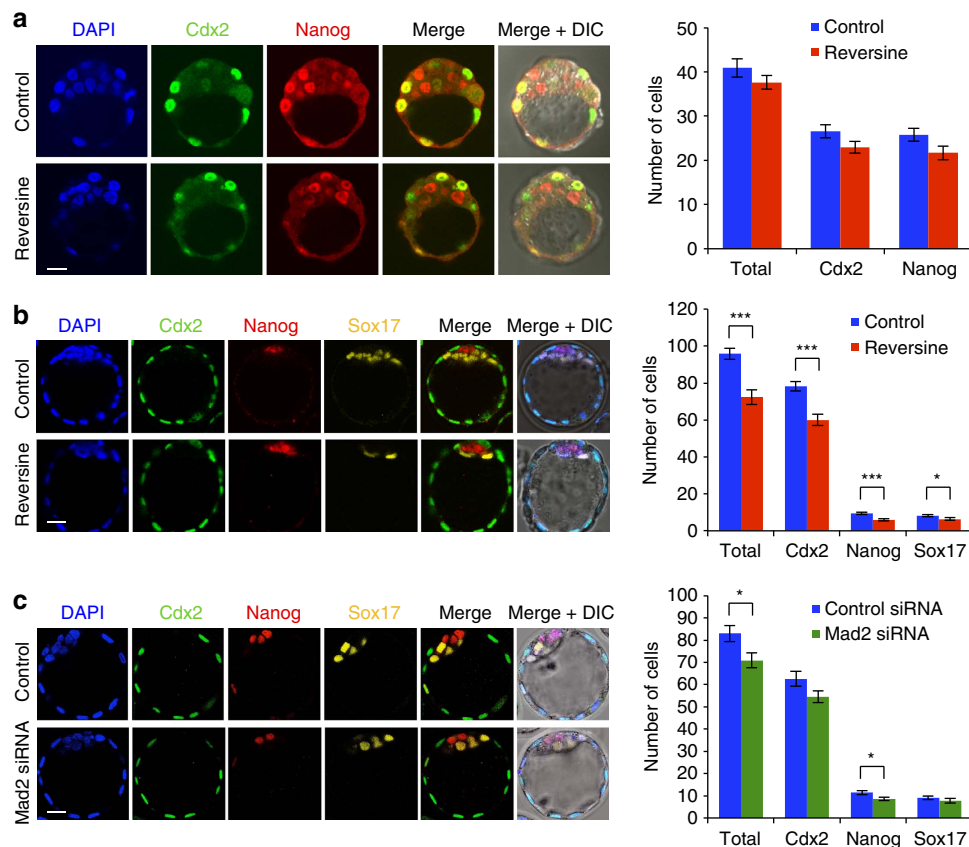 a
DAPI Cdx2 Nanog Merge Merge + DIC
Control
Reversine
Number of cells
50
40
30
20
10
0
Control
Reversine
Total Cdx2 Nanog
b
DAPI Cdx2 Nanog Sox17 Merge Merge + DIC
Control
Reversine
Number of cells
120
100
80
60
40
20
0
Control
Reversine
***
***
***
*
Total Cdx2 Nanog Sox17
c
DAPI Cdx2 Nanog Sox17 Merge Merge + DIC
Control
Mad2 siRNA
Number of cells
100
90
80
70
60
50
40
30
20
10
0
Control siRNA
Mad2 siRNA
*
*
Total Cdx2 Nanog Sox17